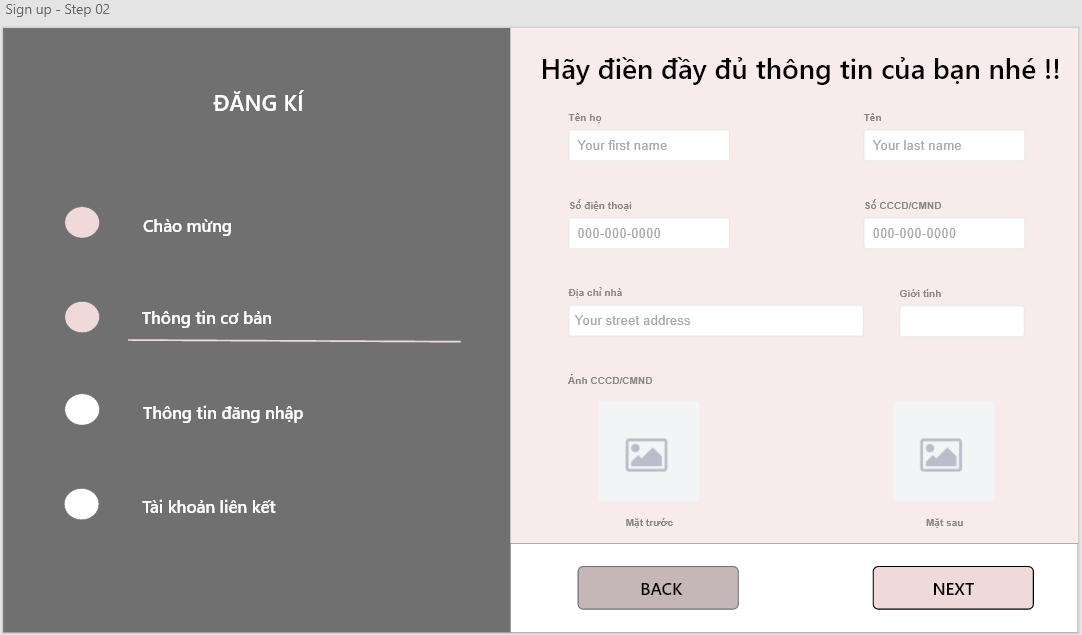 Sign up - Step 02
ĐĂNG KÍ
Chào mừng
Thông tin cơ bản
Thông tin đăng nhập
Tài khoản liên kết
Hãy điền đầy đủ thông tin của bạn nhé !!
Tên họ
Tên
Your first name
Your last name
Số điện thoại
Số CCCD/CMND
000-000-0000
000-000-0000
Địa chỉ nhà
Giới tính
Your street address
Ảnh CCCD/CMND
Mặt trước
Mặt sau
BACK
NEXT